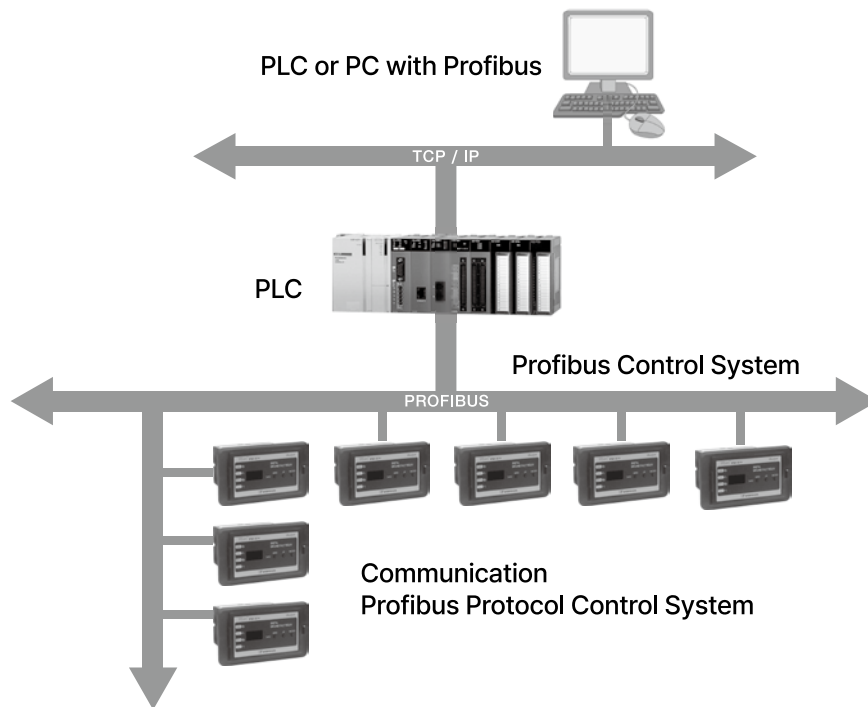 PLC or PC with Profibus
TCP / IP
PLC
Profibus Control System
PROFIBUS
Communication
Profibus Protocol Control System